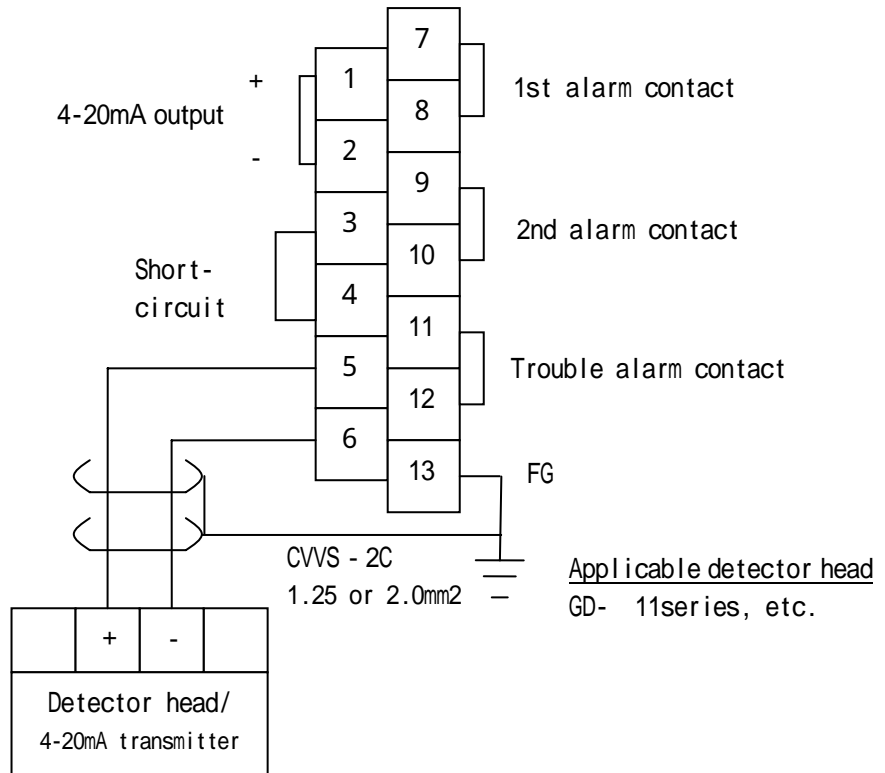 7
1
8
2
9
3
10
4
11
5
12
6
13
+
4-20mA output
-
1st alarm contact
2nd alarm contact
Short-
circuit
Trouble alarm contact
FG
CVVS - 2C
1.25 or 2.0mm2
Applicable detector head
GD- 11series, etc.
+ -
Detector head/
4-20mA transmitter